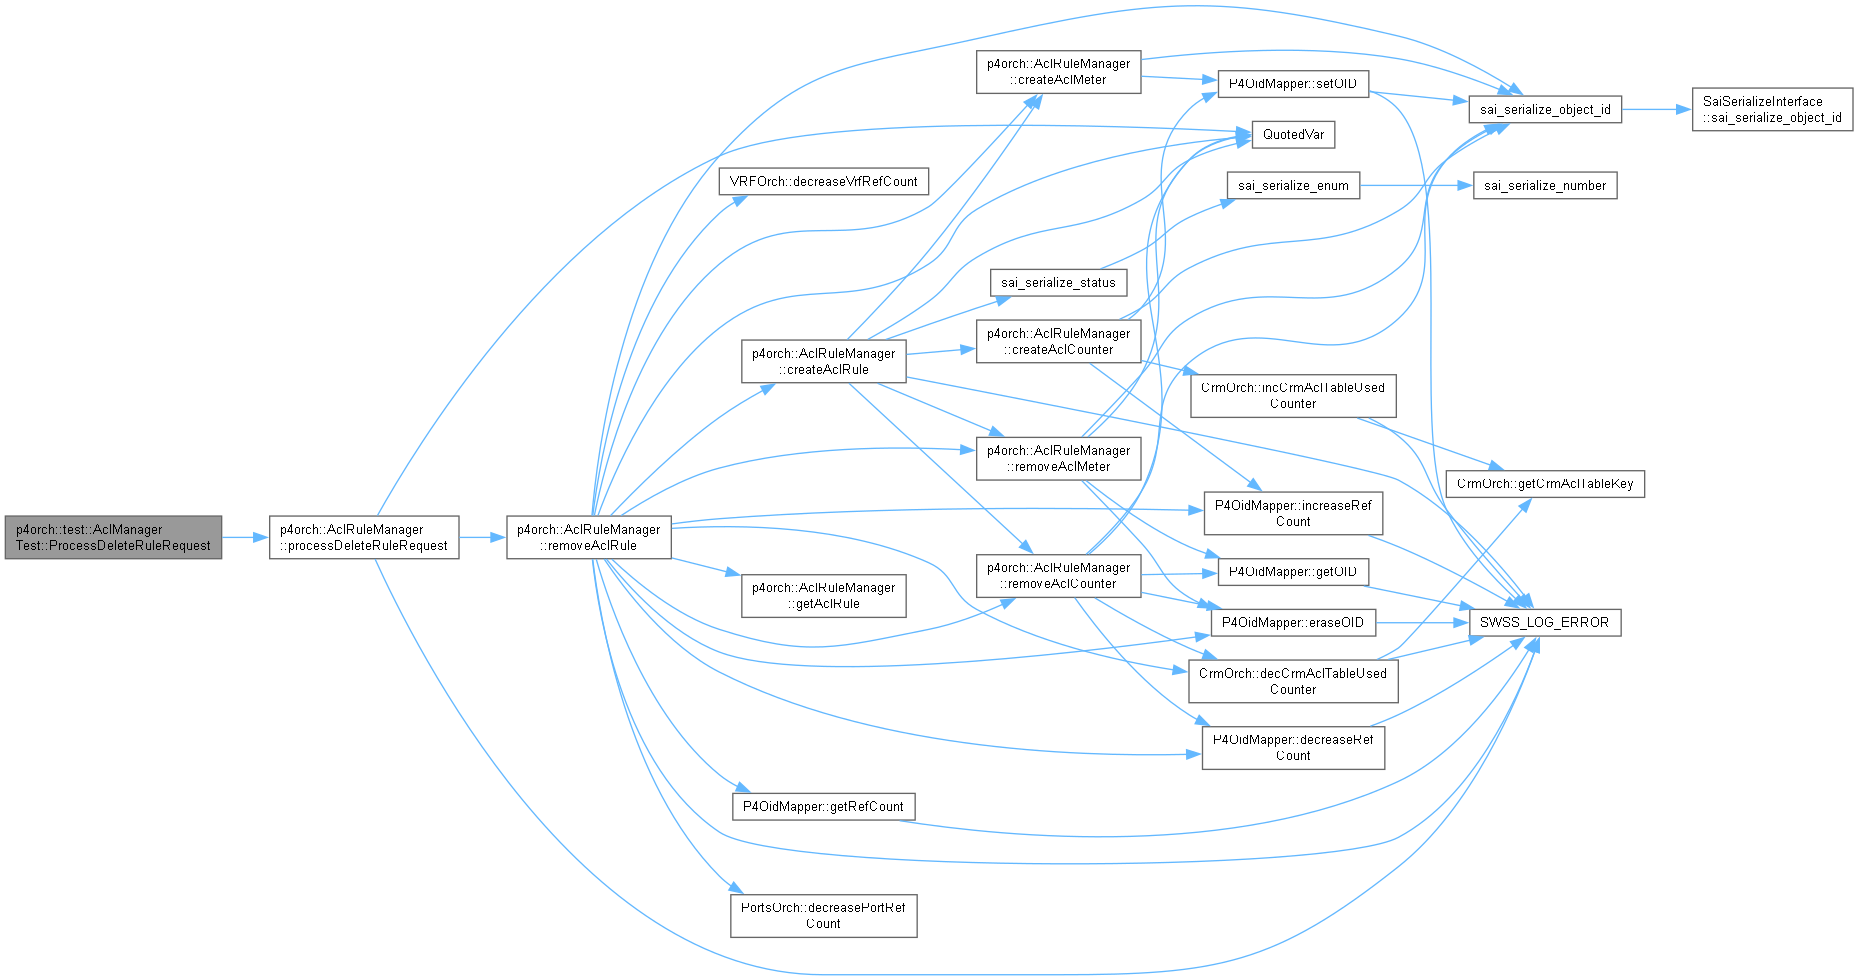 p4orch::test::AclManager
Test::ProcessDeleteRuleRequest
p4orch::AclRuleManager
::processDeleteRuleRequest
p4orch::AclRuleManager
::removeAclRule
VRFOrch::decreaseVrfRefCount
p4orch::AclRuleManager
::createAclRule
p4orch::AclRuleManager
::getAclRule
P4OidMapper::getRefCount
PortsOrch::decreasePortRef
Count
p4orch::AclRuleManager
::createAclMeter
sai_serialize_status
p4orch::AclRuleManager
::createAclCounter
p4orch::AclRuleManager
::removeAclMeter
p4orch::AclRuleManager
::removeAclCounter
P4OidMapper::setOID
QuotedVar
sai_serialize_enum
CrmOrch::incCrmAclTableUsed
Counter
P4OidMapper::increaseRef
Count
P4OidMapper::getOID
P4OidMapper::eraseOID
CrmOrch::decCrmAclTableUsed
Counter
P4OidMapper::decreaseRef
Count
sai_serialize_object_id
sai_serialize_number
CrmOrch::getCrmAclTableKey
SWSS_LOG_ERROR
SaiSerializeInterface
::sai_serialize_object_id